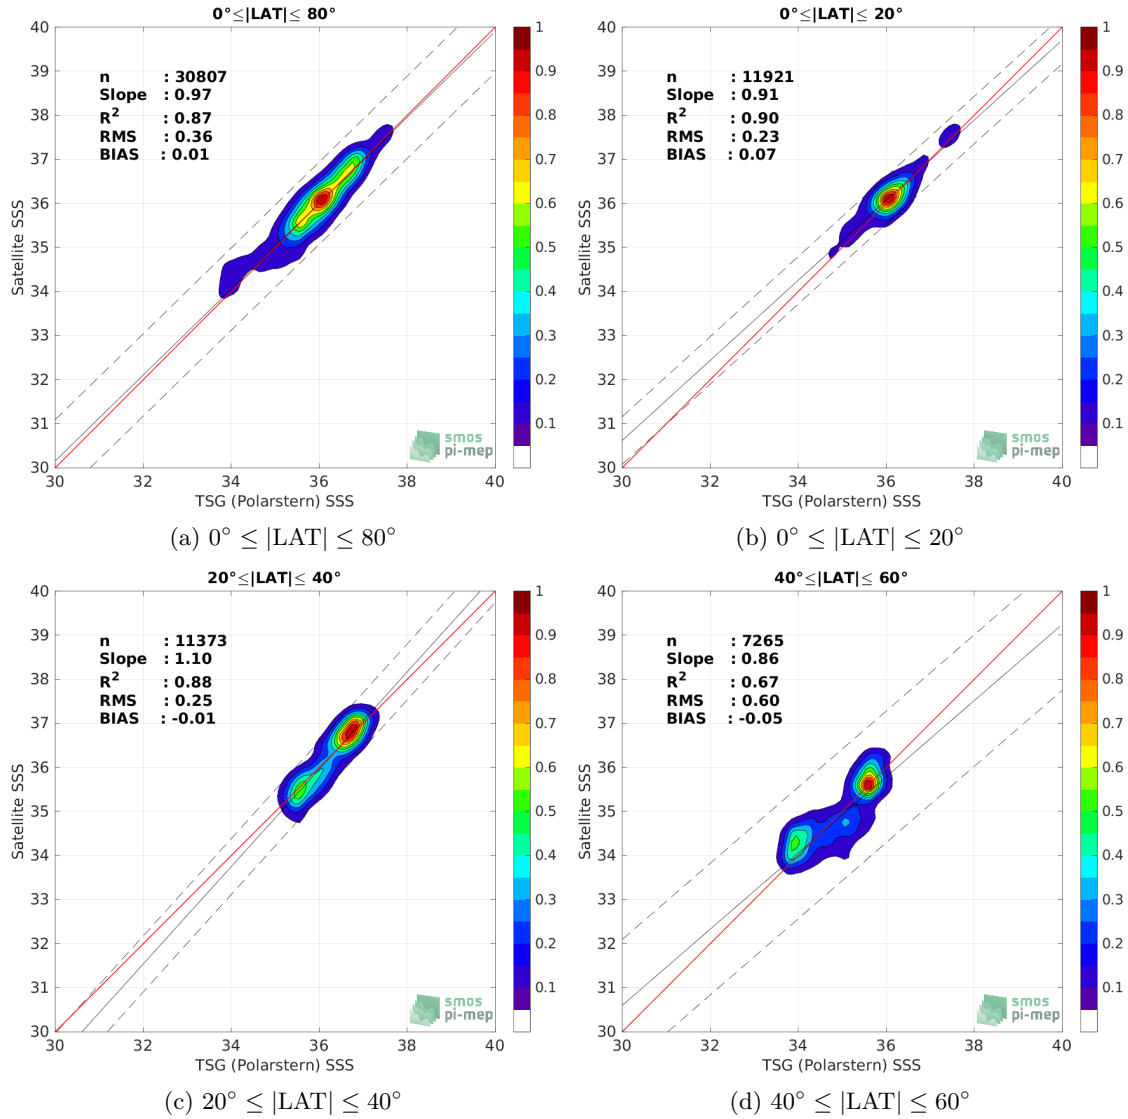 0°≤|LAT|≤ 80°
40
39
38
37
36
35
34
33
32
31
30
30 32 34 36 38 40
Satellite SSS
TSG (Polarstern) SSS
n : 30807
Slope : 0.97
R² : 0.87
RMS : 0.36
BIAS : 0.01
smos
pi-mep
1
0.9
0.8
0.7
0.6
0.5
0.4
0.3
0.2
0.1
(a) 0° ≤ |LAT| ≤ 80°
0°≤|LAT|≤ 20°
40
39
38
37
36
35
34
33
32
31
30
30 32 34 36 38 40
Satellite SSS
TSG (Polarstern) SSS
n : 11921
Slope : 0.91
R² : 0.90
RMS : 0.23
BIAS : 0.07
smos
pi-mep
1
0.9
0.8
0.7
0.6
0.5
0.4
0.3
0.2
0.1
(b) 0° ≤ |LAT| ≤ 20°
20°≤|LAT|≤ 40°
40
39
38
37
36
35
34
33
32
31
30
30 32 34 36 38 40
Satellite SSS
TSG (Polarstern) SSS
n : 11373
Slope : 1.10
R² : 0.88
RMS : 0.25
BIAS : -0.01
smos
pi-mep
1
0.9
0.8
0.7
0.6
0.5
0.4
0.3
0.2
0.1
(c) 20° ≤ |LAT| ≤ 40°
40°≤|LAT|≤ 60°
40
39
38
37
36
35
34
33
32
31
30
30 32 34 36 38 40
Satellite SSS
TSG (Polarstern) SSS
n : 7265
Slope : 0.86
R² : 0.67
RMS : 0.60
BIAS : -0.05
smos
pi-mep
1
0.9
0.8
0.7
0.6
0.5
0.4
0.3
0.2
0.1
(d) 40° ≤ |LAT| ≤ 60°